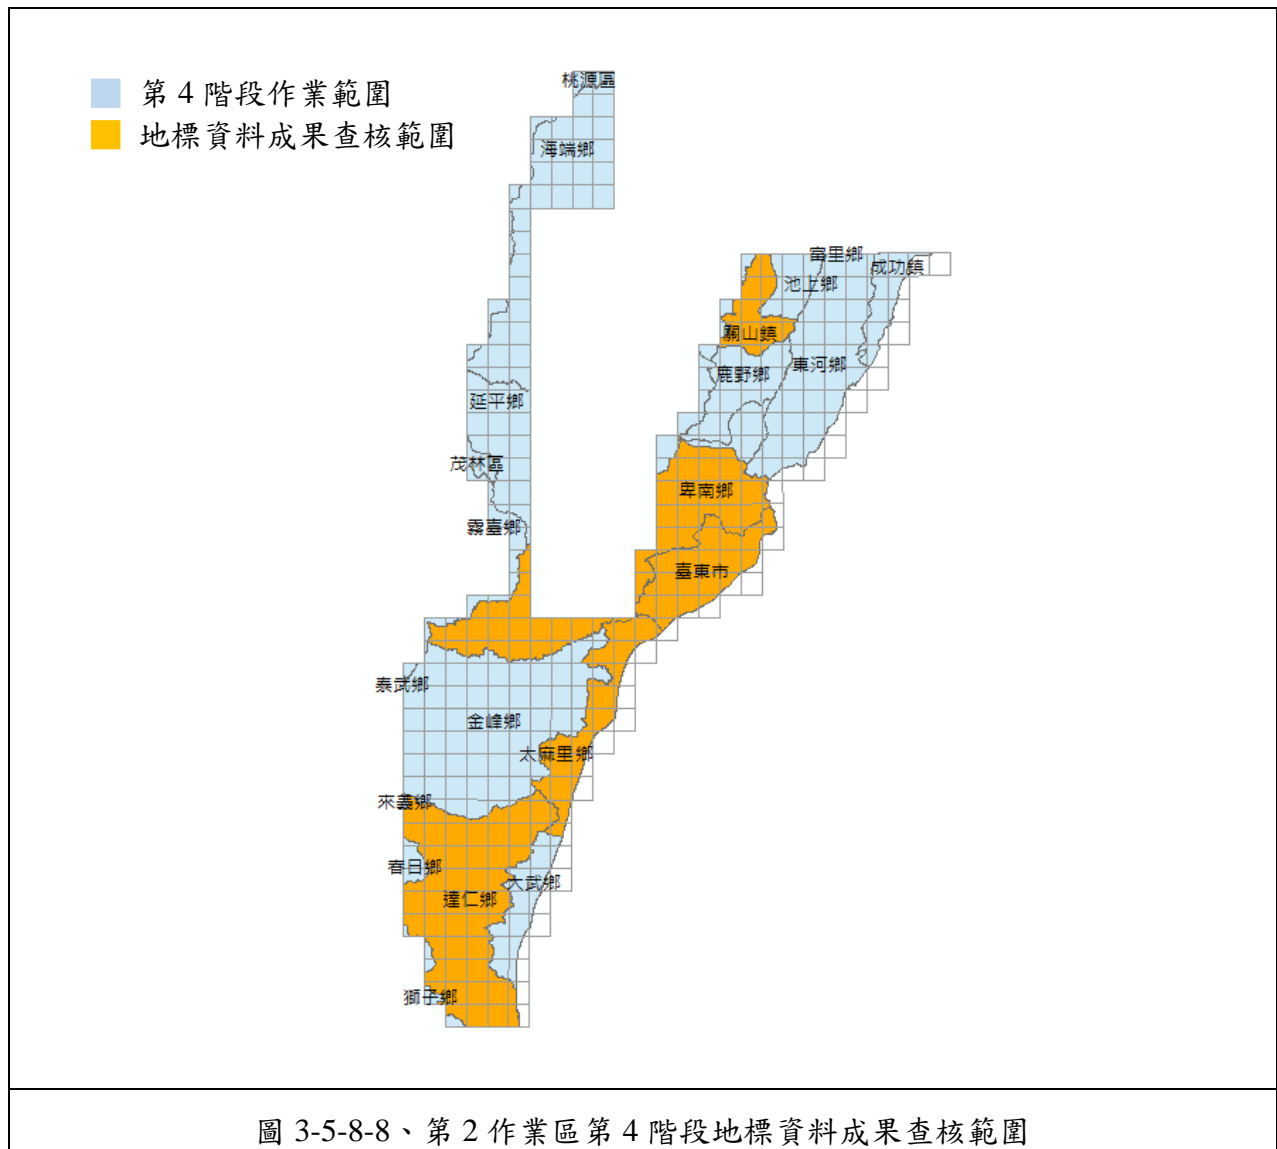 第 4 階段作業範圍
地標資料成果查核範圍
桃源區
海端鄉
富里鄉
成功鎮
池上鄉
關山鎮
東河鄉
鹿野鄉
延平鄉
茂林區
卑南鄉
霧臺鄉
臺東市
泰武鄉
金峰鄉
太麻里鄉
來義鄉
春日鄉
大武鄉
達仁鄉
獅子鄉
圖 3-5-8-8、第 2 作業區第 4 階段地標資料成果查核範圍